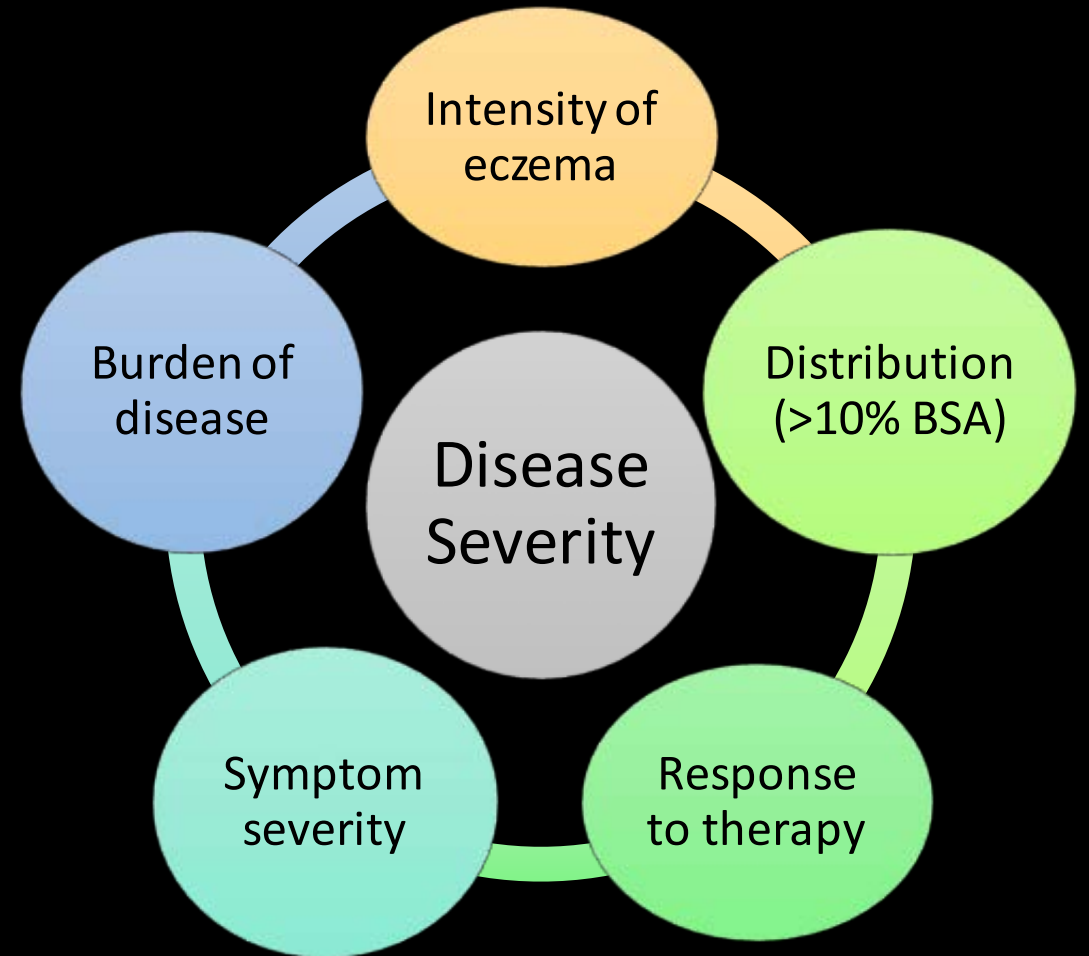 Intensity of
eczema
Distribution
(>10% BSA)
Response
to therapy
Symptom
severity
Burden of
disease
Disease
Severity